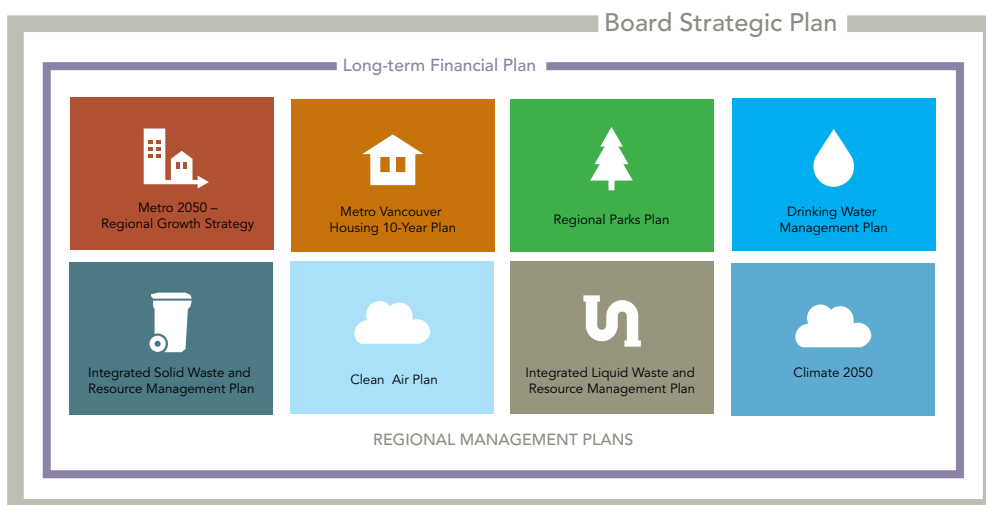 Board Strategic Plan
Long-term Financial Plan
Metro 2050 –
Regional Growth Strategy
Metro Vancouver
Housing 10-Year Plan
Regional Parks Plan
Drinking Water
Management Plan
Integrated Solid Waste and
Resource Management Plan
Clean Air Plan
Integrated Liquid Waste and
Resource Management Plan
Climate 2050
REGIONAL MANAGEMENT PLANS